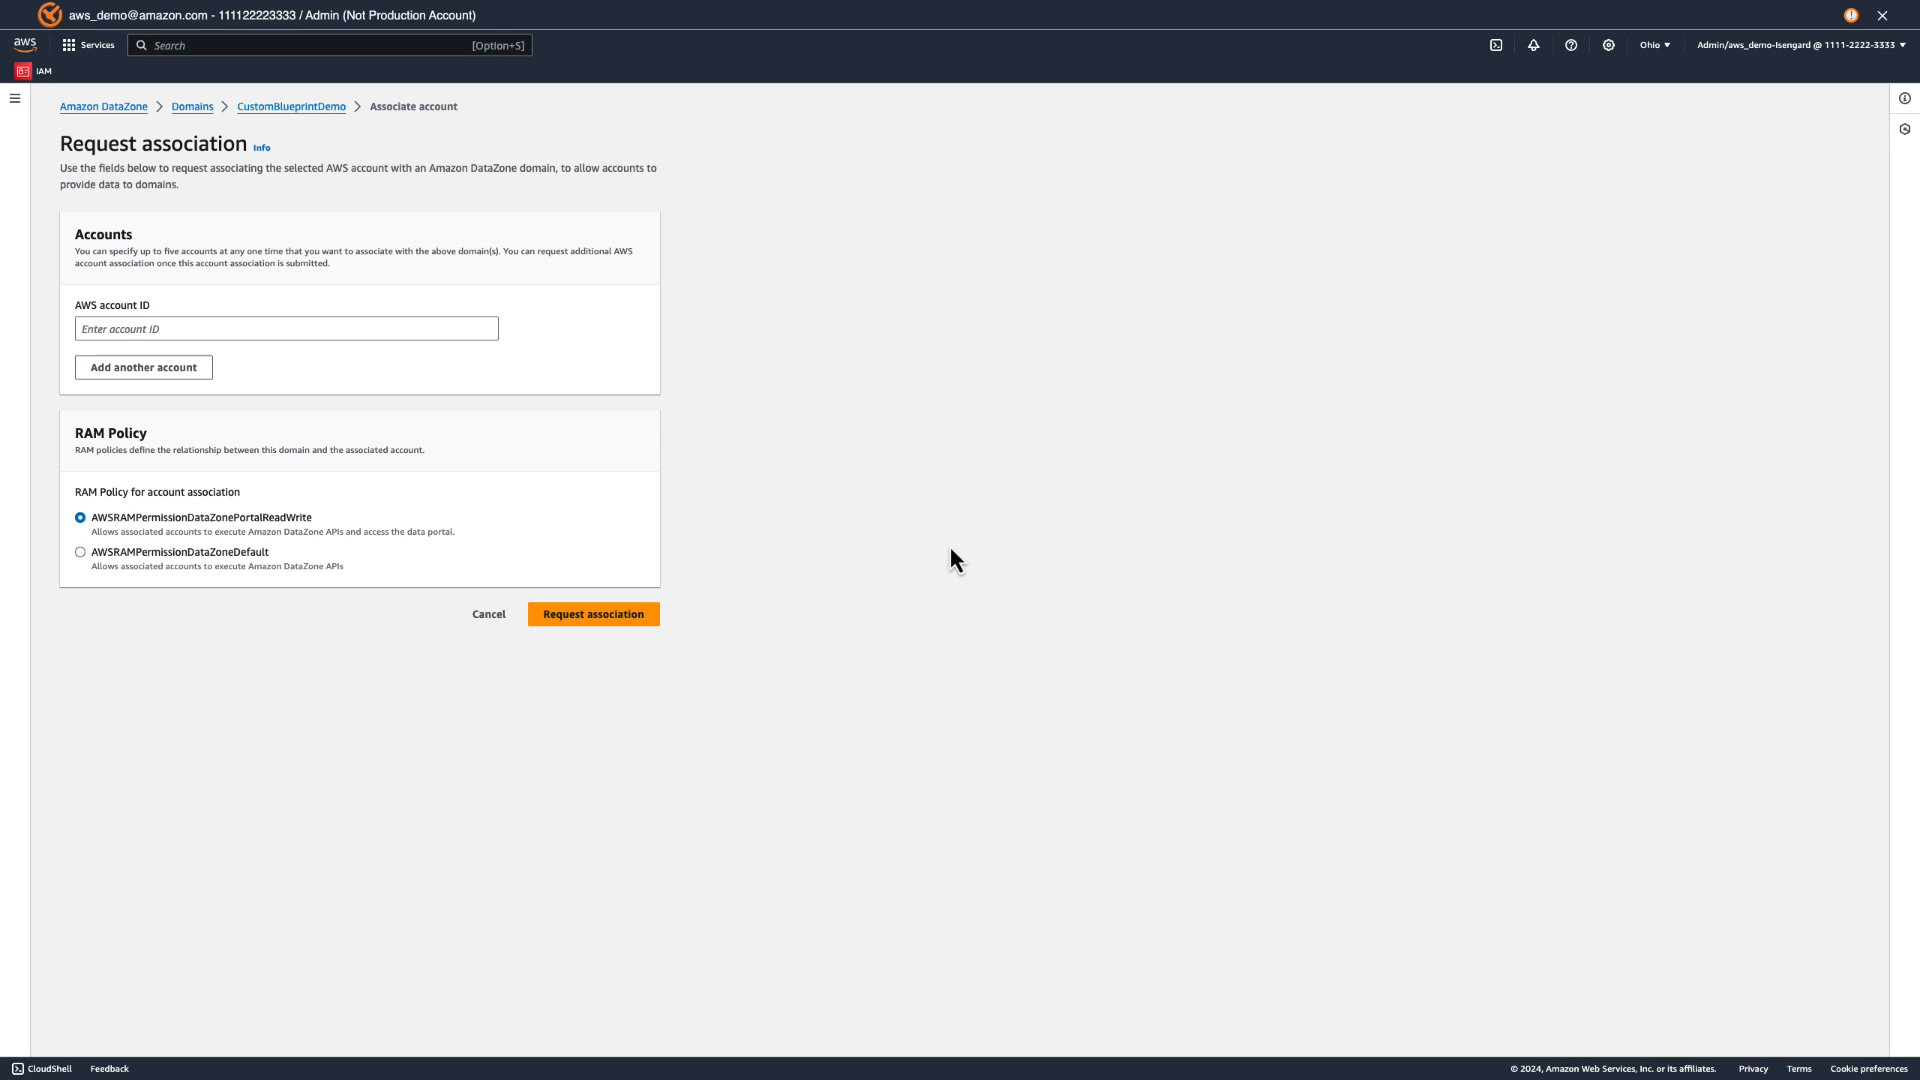 aws_demo@amazon.com - 111122223333 / Admin (Not Production Account)
aws
Services
Search
[Option+S]
Ohio ▼
Admin/aws_demo-Isengard @ 1111-2222-3333 ▼
IAM
Amazon DataZone > Domains > CustomBlueprintDemo > Associate account
Request association Info
Use the fields below to request associating the selected AWS account with an Amazon DataZone domain, to allow accounts to
provide data to domains.
Accounts
You can specify up to five accounts at any one time that you want to associate with the above domain(s). You can request additional AWS
account association once this account association is submitted.
AWS account ID
Enter account ID
Add another account
RAM Policy
RAM policies define the relationship between this domain and the associated account.
RAM Policy for account association
AWSRAMPermissionDataZonePortalReadWrite
Allows associated accounts to execute Amazon DataZone APIs and access the data portal.
AWSRAMPermissionDataZoneDefault
Allows associated accounts to execute Amazon DataZone APIs
Cancel
Request association
CloudShell
Feedback
© 2024, Amazon Web Services, Inc. or its affiliates.
Privacy
Terms
Cookie preferences